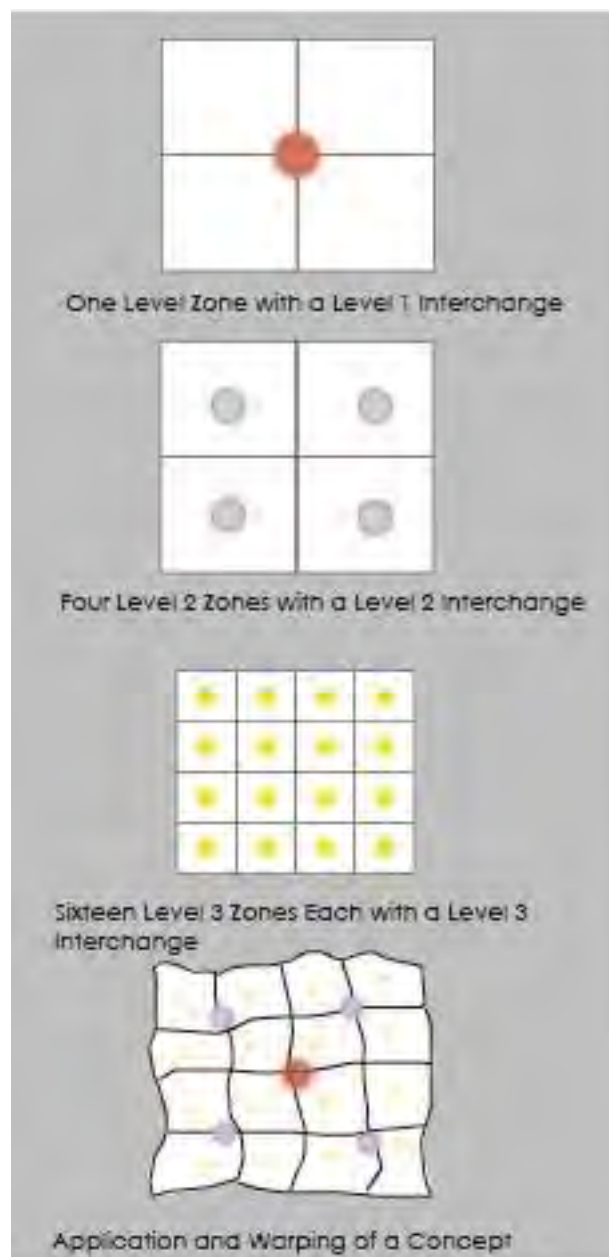 One Level Zone with a Level 1 Interchange
Four Level 2 Zones with a Level 2 Interchange
Sixteen Level 3 Zones Each with a Level 3
Interchange
Application and Warping of a Concept